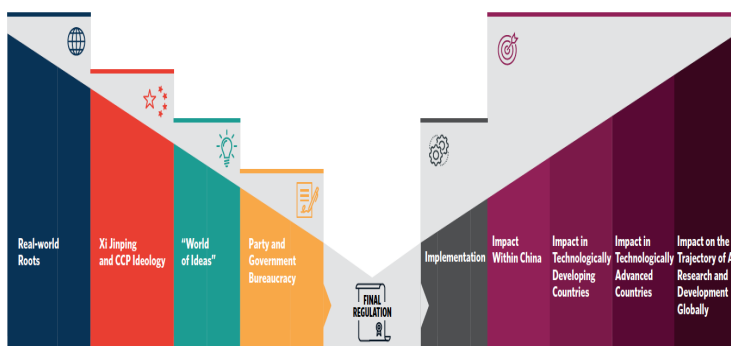 Real-world
Roots
Xi Jinping
and CCP Ideology
“World
of Ideas”
Party and
Government
Bureaucracy
FINAL
REGULATION
Implementation
Impact
Within China
Impact in
Technologically
Developing
Countries
Impact in
Technologically
Advanced
Countries
Impact on the
Trajectory of A
Research and
Development
Globally